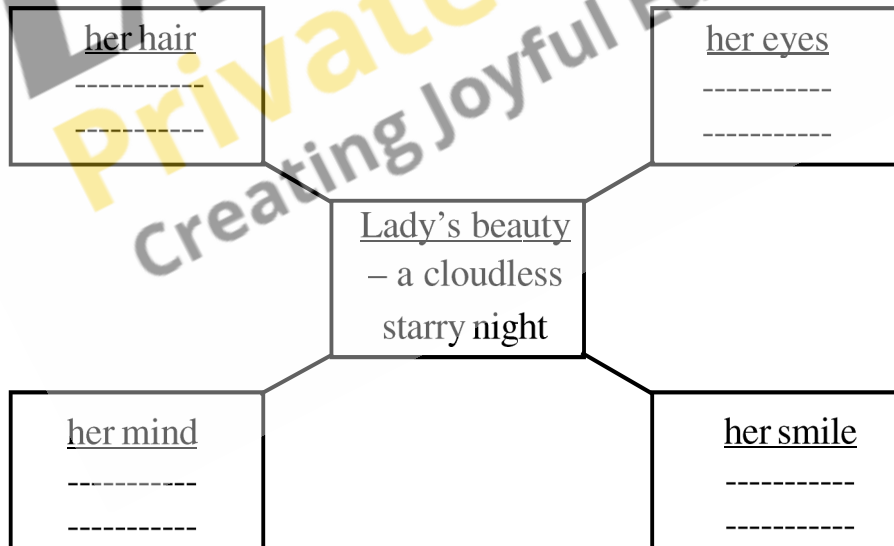 her hair
-----------
-----------
her eyes
-----------
-----------
Private
Creating Joyful
Lady's beauty
– a cloudless
starry night
her mind
-----------
-----------
her smile
-----------
-----------